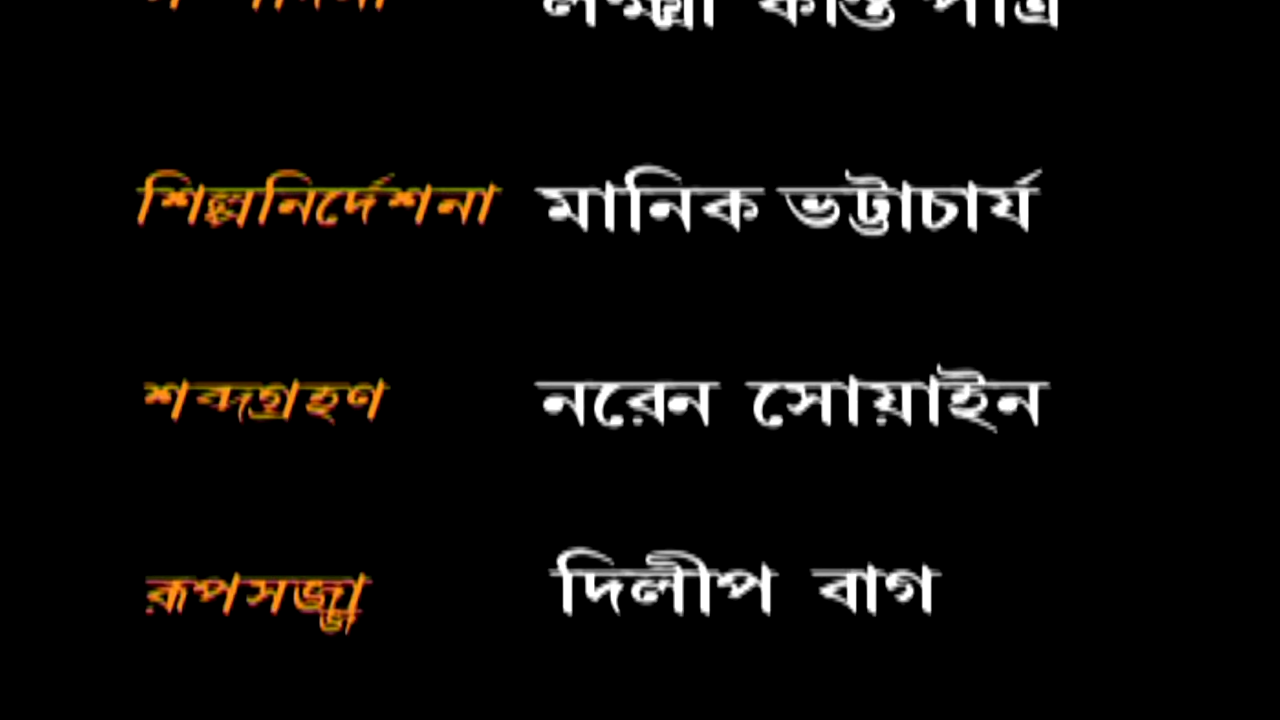 শিল্পনির্দেশনা মানিক ভট্টাচার্য
শব্দগ্রহণ নরেন সোয়াইন
রূপসজ্জা দিলীপ বাগ